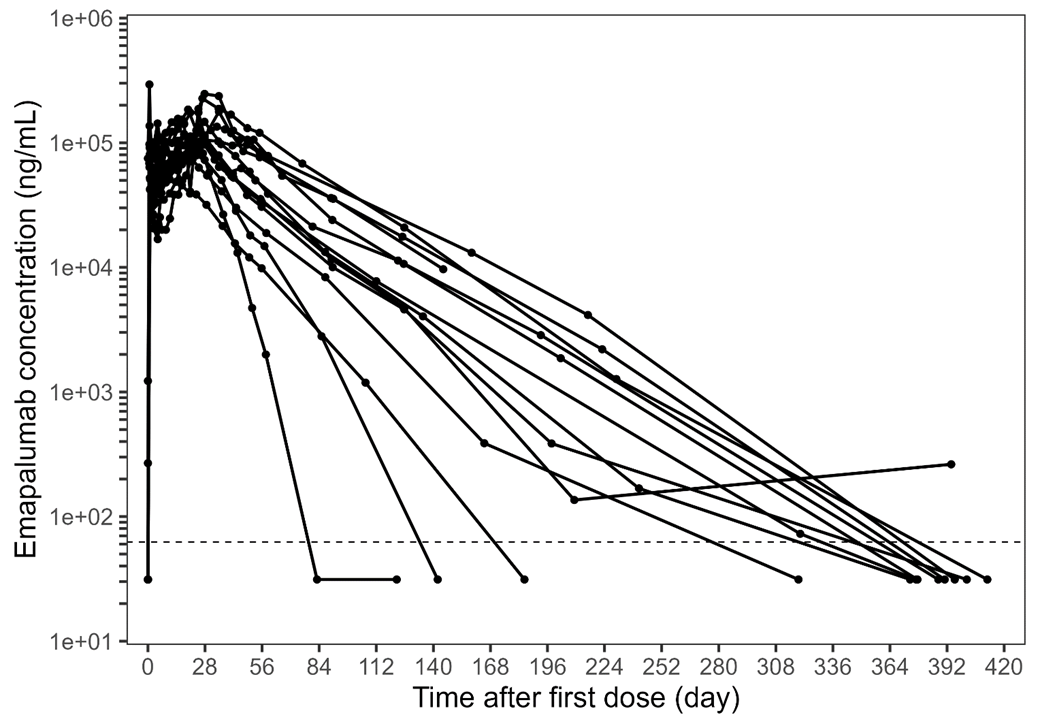 Emapalumab concentration (ng/mL)
1e+06
1e+05
1e+04
1e+03
1e+02
1e+01
0 28 56 84 112 140 168 196 224 252 280 308 336 364 392 420
Time after first dose (day)